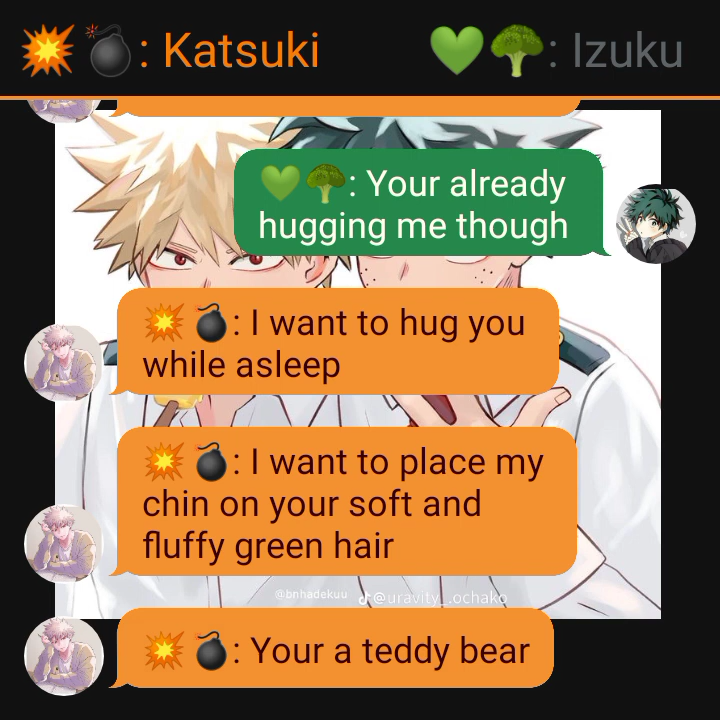 💥💣: Katsuki
💚🥦: Izuku
💚🥦: Your already
hugging me though
💥💣: I want to hug you
while asleep
💥💣: I want to place my
chin on your soft and
fluffy green hair
@bnhadekuu
@uravity_.ochako
💥💣: Your a teddy bear